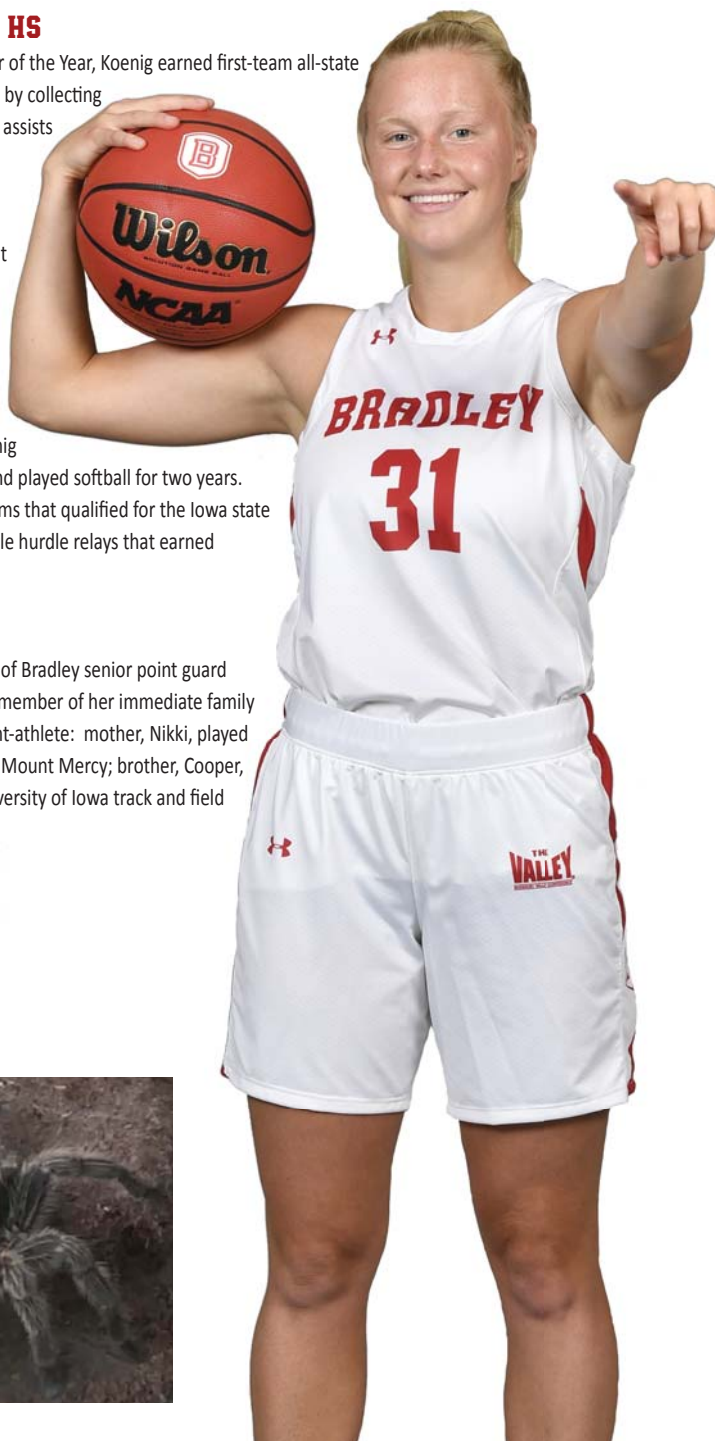 HS
r of the Year, Koenig earned first-team all-state
by collecting
assists
t
nig
nd played softball for two years.
ms that qualified for the Iowa state
le hurdle relays that earned
of Bradley senior point guard
member of her immediate family
nt-athlete: mother, Nikki, played
Mount Mercy; brother, Cooper,
versity of Iowa track and field
B
Wilson
SOLUTION GAME BALL
NCAA
BRADLEY
31
THE
VALLEY